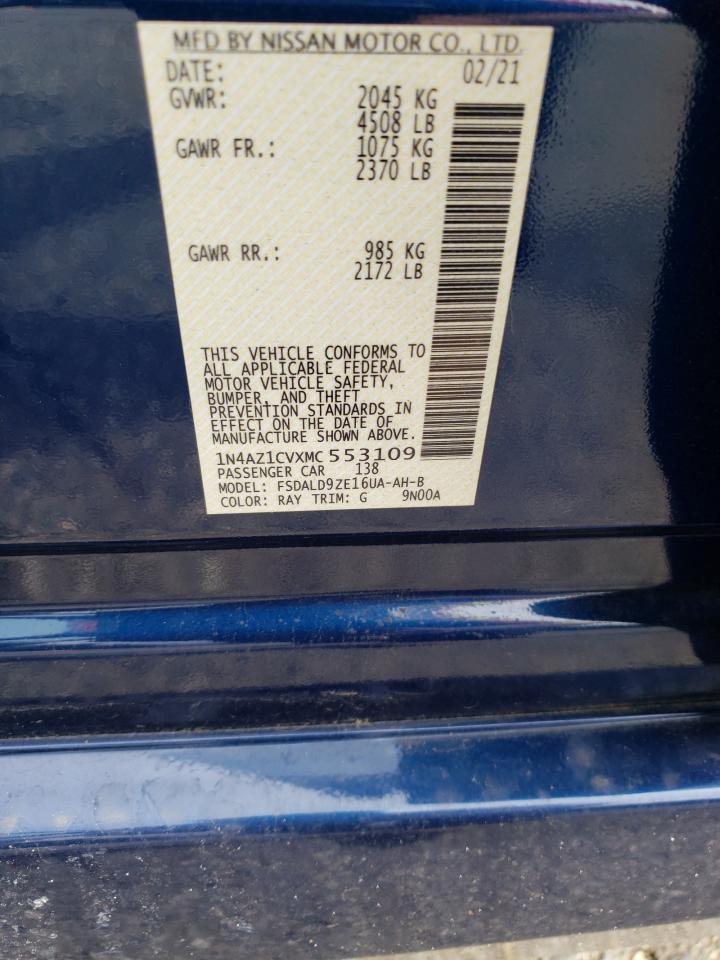 MFD BY NISSAN MOTOR CO., LTD.
DATE: 02/21
GVWR: 2045 KG
4508 LB
GAWR FR.: 1075 KG
2370 LB
GAWR RR.: 985 KG
2172 LB
THIS VEHICLE CONFORMS TO
ALL APPLICABLE FEDERAL
MOTOR VEHICLE SAFETY,
BUMPER, AND THEFT
PREVENTION STANDARDS IN
EFFECT ON THE DATE OF
MANUFACTURE SHOWN ABOVE.
1N4AZ1CVXMC 553109
PASSENGER CAR 138
MODEL: FSDALD9ZE16UA-AH-B
COLOR: RAY TRIM: G 9N00A